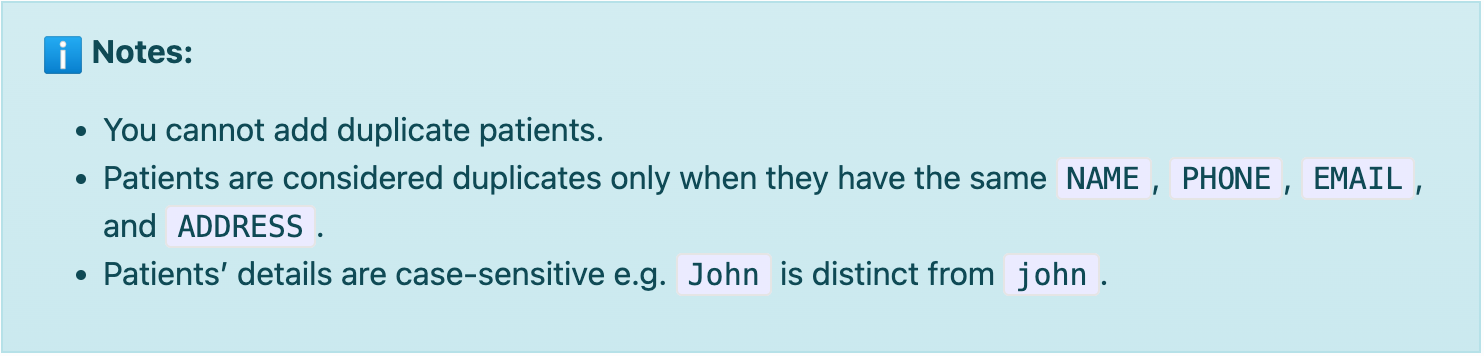 ℹ️ Notes:
• You cannot add duplicate patients.
• Patients are considered duplicates only when they have the same NAME, PHONE, EMAIL,
and ADDRESS.
• Patients’ details are case-sensitive e.g. John is distinct from john.